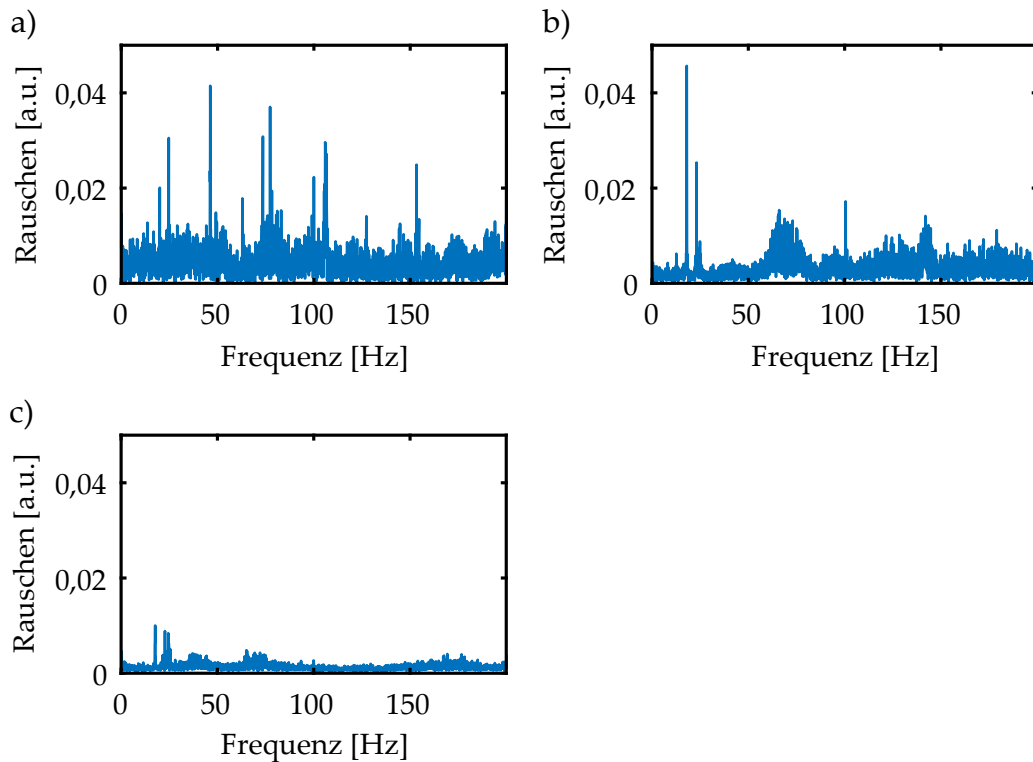 a)
Rauschen [a.u.]
0,04
0,02
0
0 50 100 150
Frequenz [Hz]
b)
Rauschen [a.u.]
0,04
0,02
0
0 50 100 150
Frequenz [Hz]
c)
Rauschen [a.u.]
0,04
0,02
0
0 50 100 150
Frequenz [Hz]